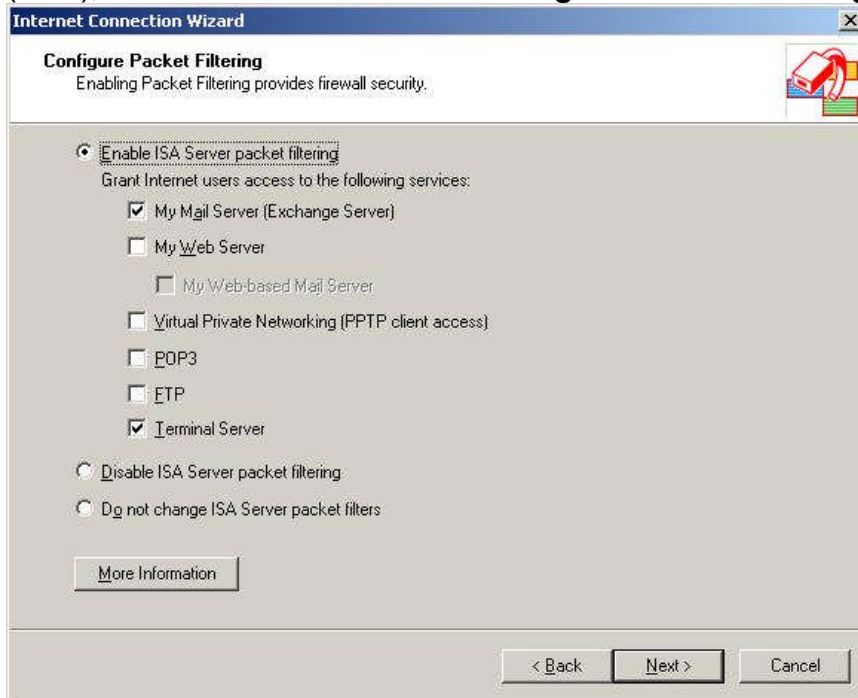 Internet Connection Wizard
Configure Packet Filtering
Enabling Packet Filtering provides firewall security.
Enable ISA Server packet filtering
Grant Internet users access to the following services:
My Mail Server (Exchange Server)
My Web Server
My Web-based Mail Server
Virtual Private Networking (PPTP client access)
POP3
FTP
Terminal Server
Disable ISA Server packet filtering
Do not change ISA Server packet filters
More Information
< Back Next > Cancel